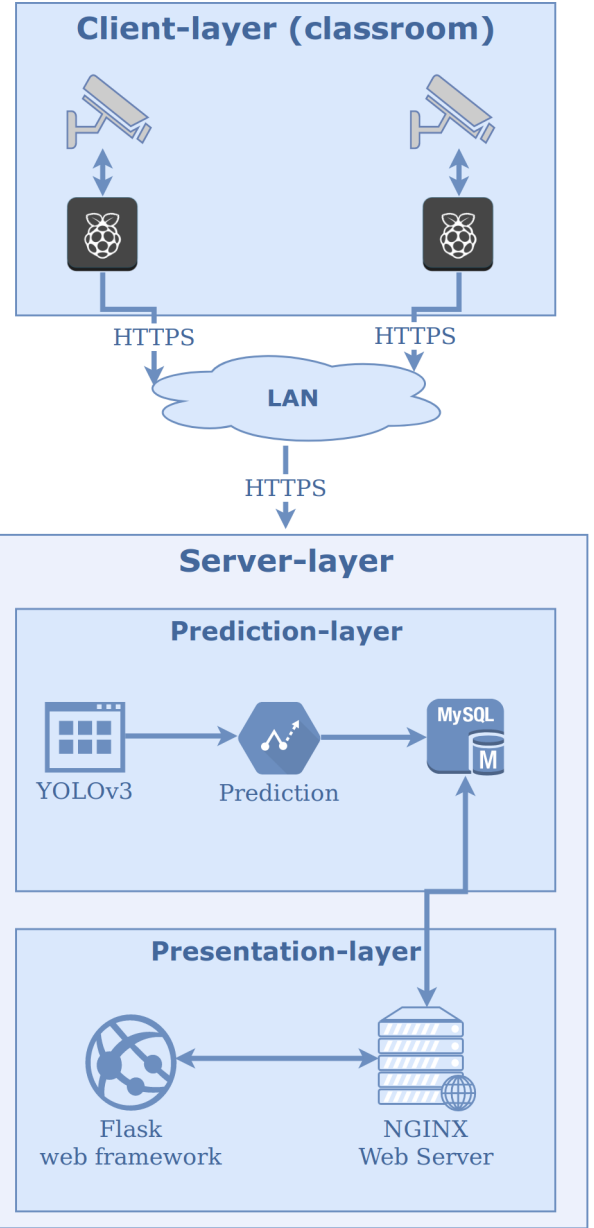 Client-layer (classroom)
HTTPS
HTTPS
LAN
HTTPS
Server-layer
Prediction-layer
MySQL
M
YOLOv3
Prediction
Presentation-layer
Flask
web framework
NGINX
Web Server